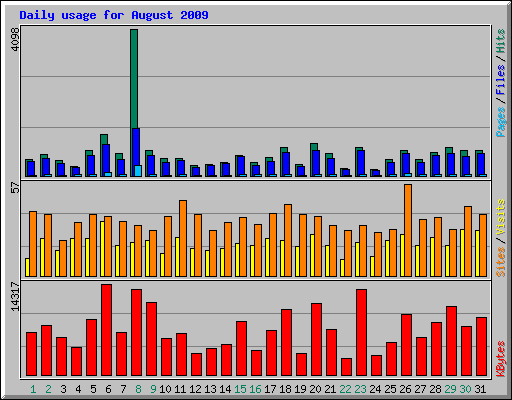 Daily usage for August 2009
4098
Pages / Files / Hits
57
Sites / Visits
14317
KBytes
1 2 3 4 5 6 7 8 9 10 11 12 13 14 15 16 17 18 19 20 21 22 23 24 25 26 27 28 29 30 31